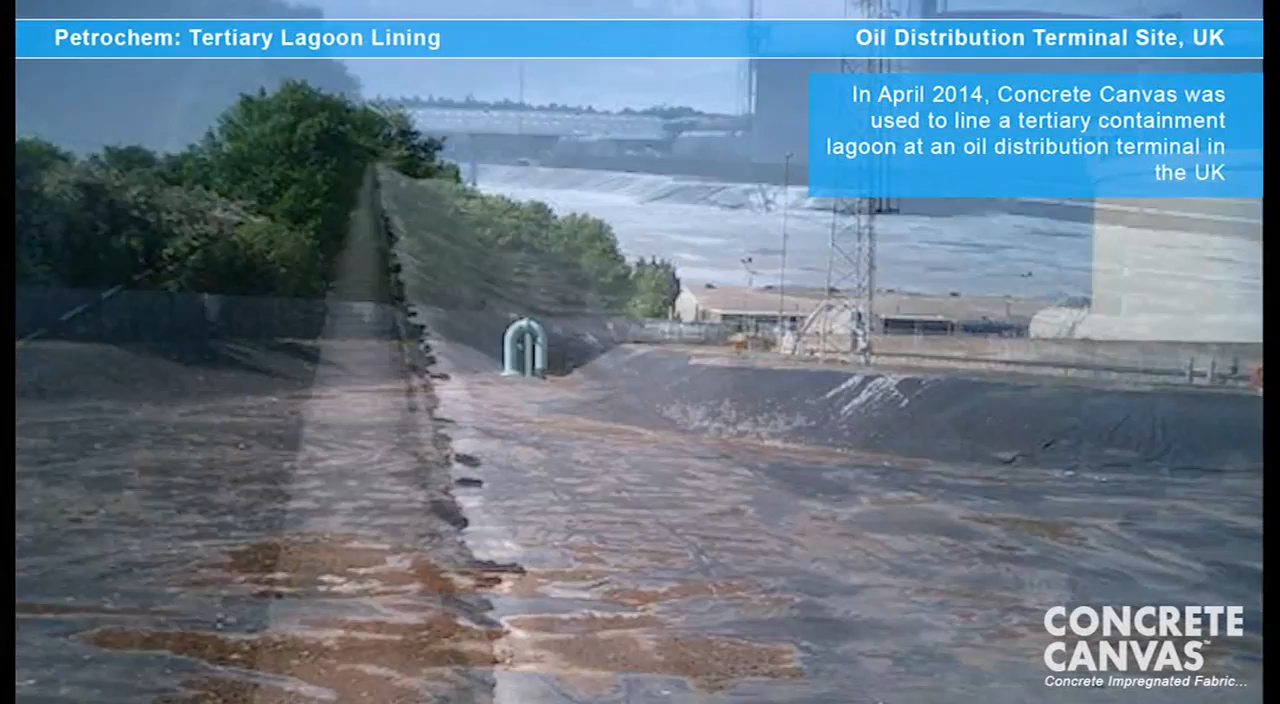 Petrochem: Tertiary Lagoon Lining
Oil Distribution Terminal Site, UK
In April 2014, Concrete Canvas was
used to line a tertiary containment
lagoon at an oil distribution terminal in
the UK
CONCRETE
CANVAS™
Concrete Impregnated Fabric...